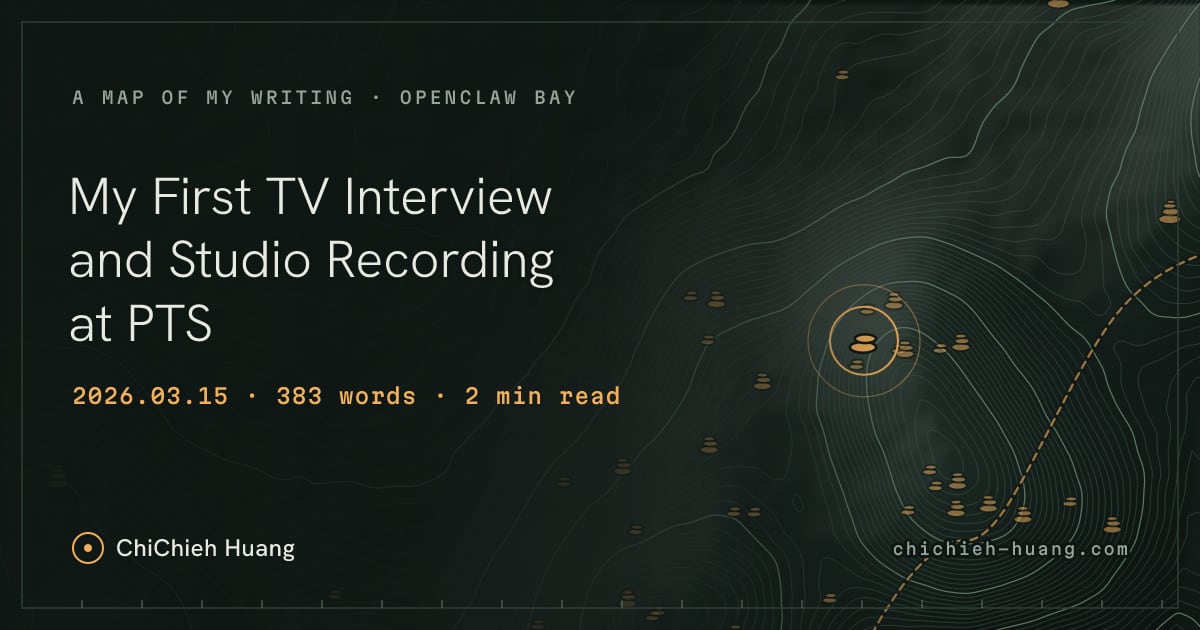 A MAP OF MY WRITING · OPENCLAW BAY
My First TV Interview
and Studio Recording
at PTS
2026.03.15 · 383 words · 2 min read
ChiChieh Huang
chichieh-huang.com